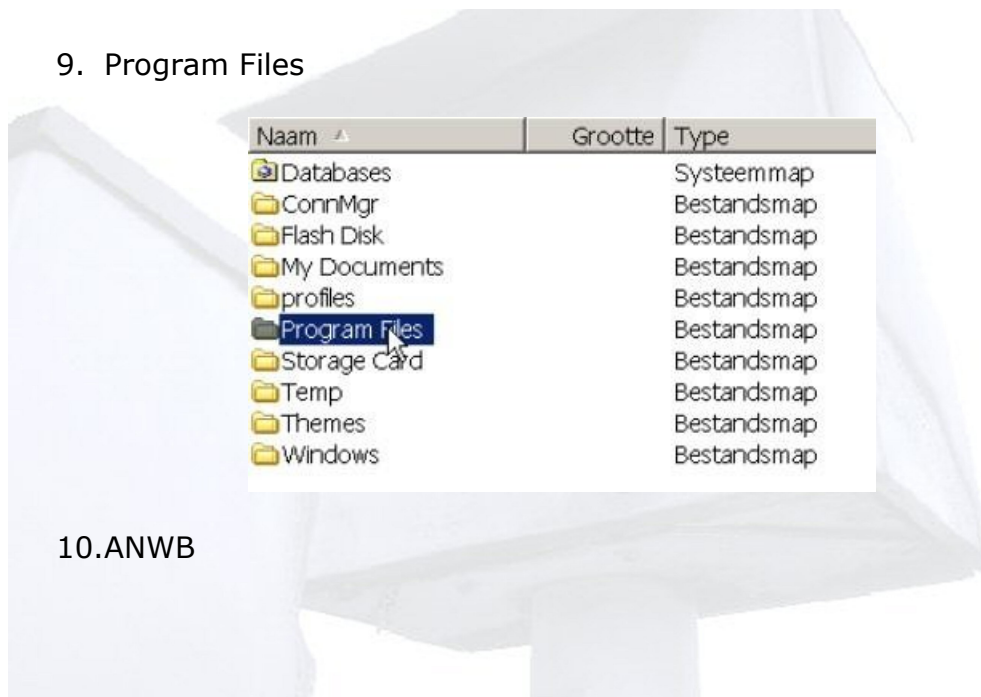 9. Program Files
Naam Grootte Type
Databases Systeemmap
ConnMgr Bestandsmap
Flash Disk Bestandsmap
My Documents Bestandsmap
profiles Bestandsmap
Program Files Bestandsmap
Storage Card Bestandsmap
Temp Bestandsmap
Themes Bestandsmap
Windows Bestandsmap
10.ANWB